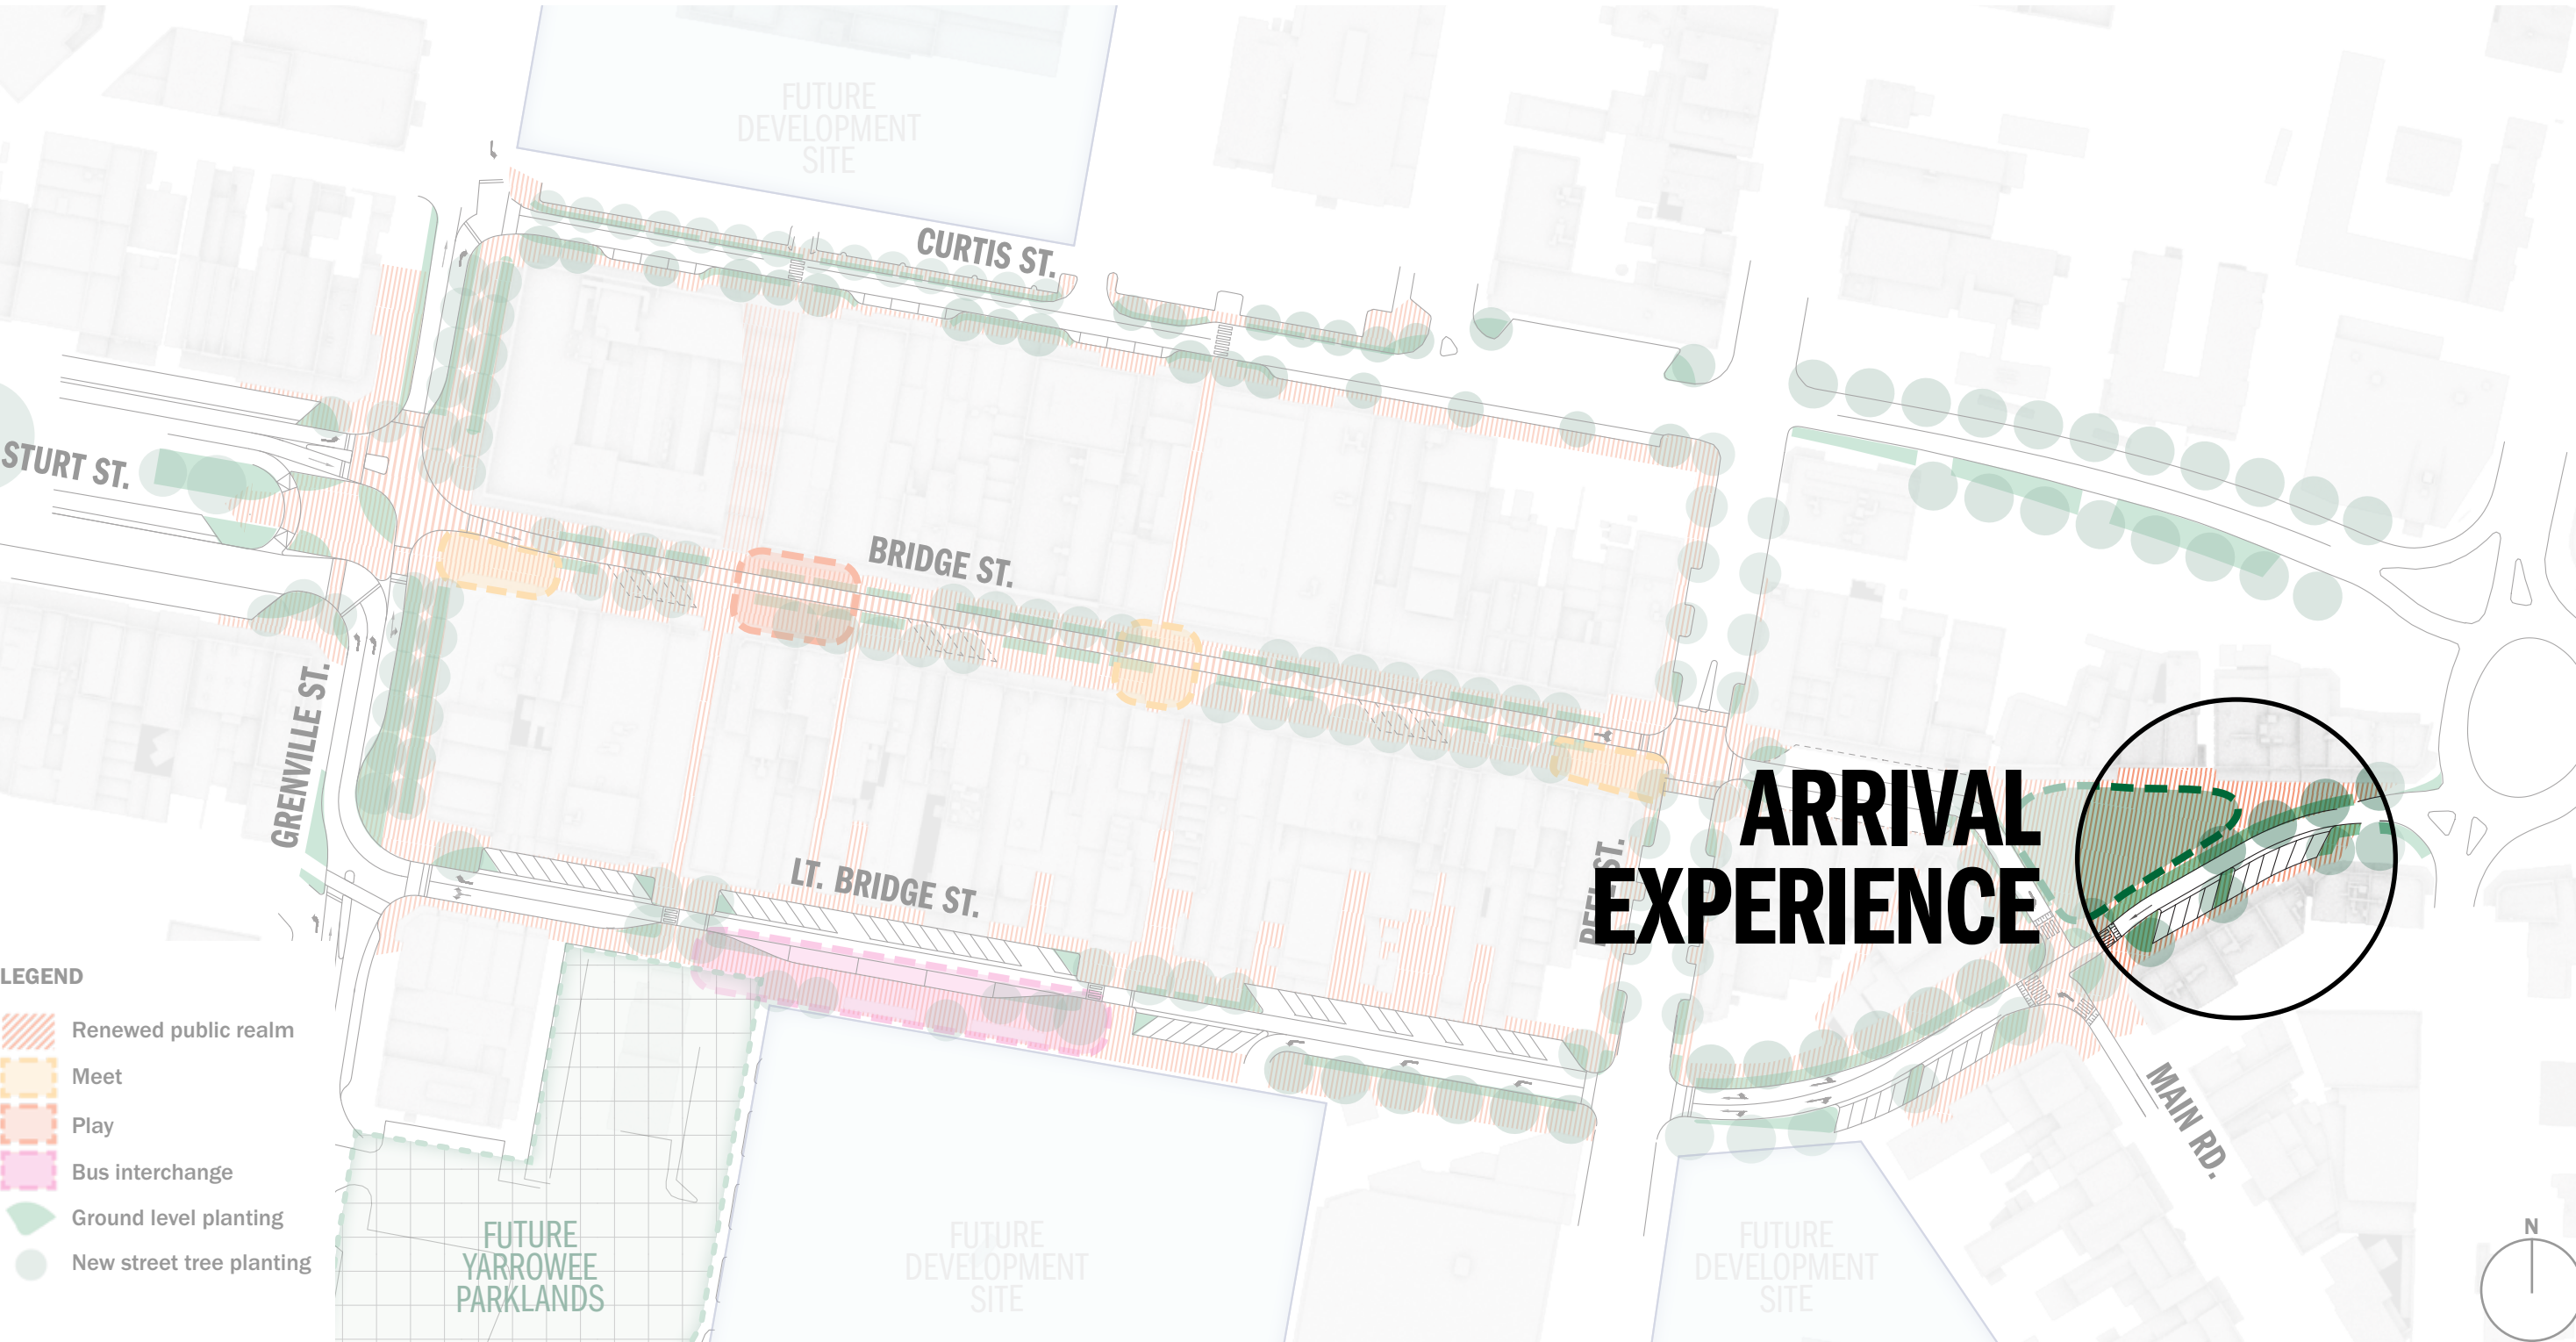 FUTURE
DEVELOPMENT
SITE
CURTIS ST.
STURT ST.
BRIDGE ST.
GRENVILLE ST.
LT. BRIDGE ST.
ARRIVAL
EXPERIENCE
PEEL ST.
MAIN RD.
LEGEND
Renewed public realm
Meet
Play
Bus interchange
Ground level planting
New street tree planting
FUTURE
YARROWEE
PARKLANDS
FUTURE
DEVELOPMENT
SITE
FUTURE
DEVELOPMENT
SITE
N